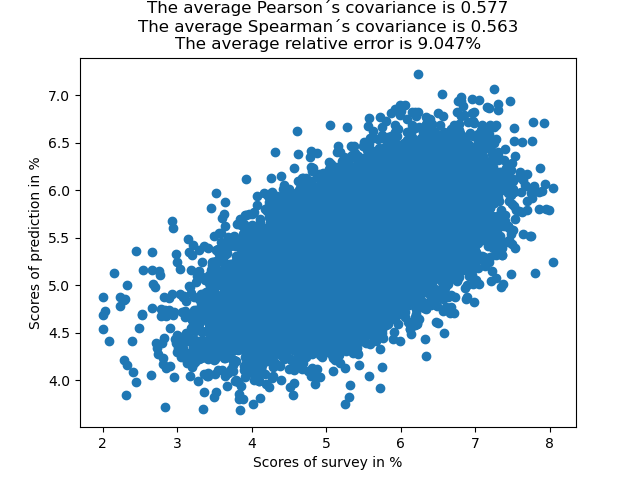 The average Pearson´s covariance is 0.577
The average Spearman´s covariance is 0.563
The average relative error is 9.047%
7.0
6.5
6.0
5.5
5.0
4.5
4.0
Scores of prediction in %
2 3 4 5 6 7 8
Scores of survey in %